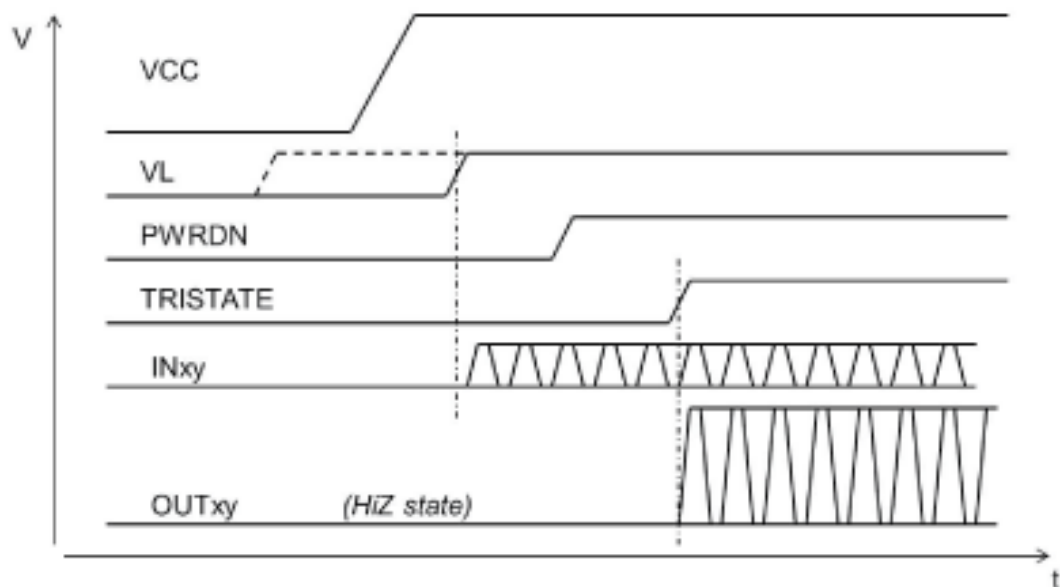 V
VCC
VL
PWRDN
TRISTATE
INxy
OUTxy (HiZ state)
t